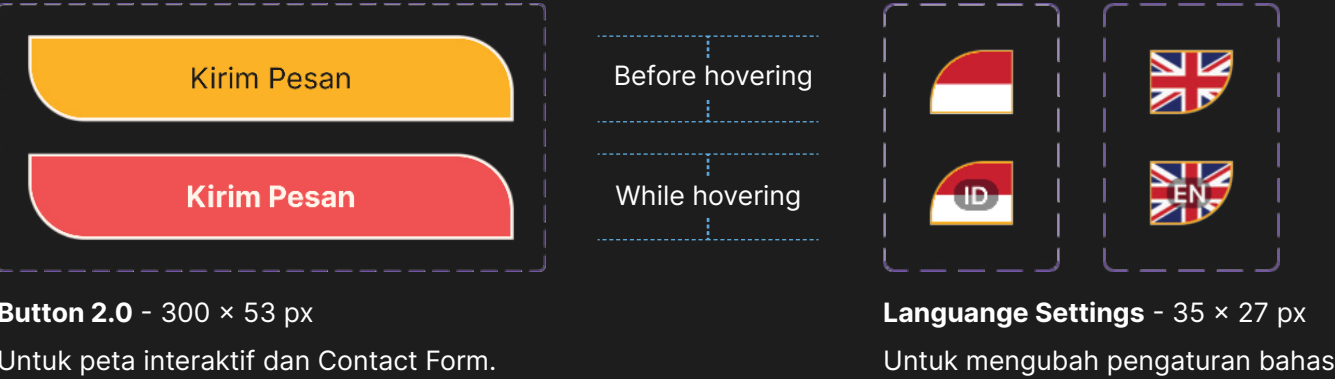 Kirim Pesan
Before hovering
Kirim Pesan
While hovering
ID
EN
Button 2.0 - 300 × 53 px
Untuk peta interaktif dan Contact Form.
Languange Settings - 35 × 27 px
Untuk mengubah pengaturan bahas